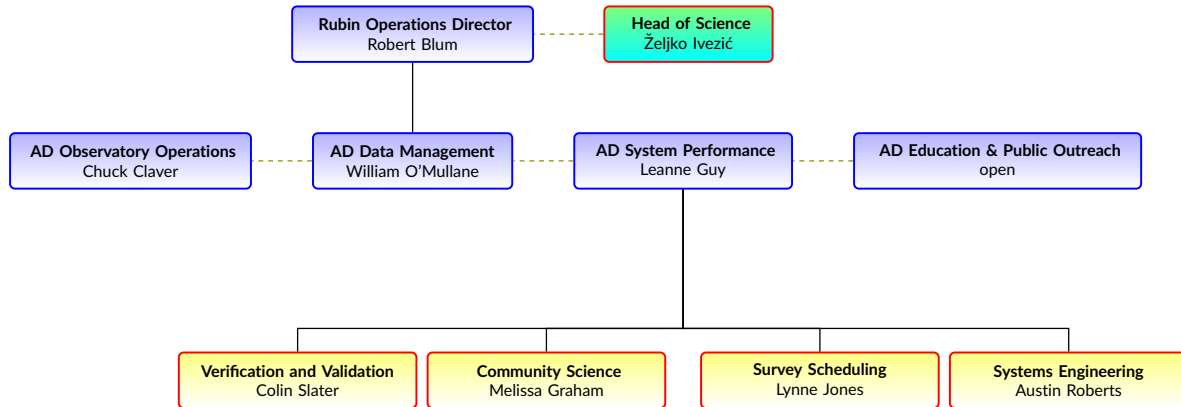 Rubin Operations Director
Robert Blum
Head of Science
Željko Ivezić
AD Observatory Operations
Chuck Claver
AD Data Management
William O’Mullane
AD System Performance
Leanne Guy
AD Education & Public Outreach
open
Verification and Validation
Colin Slater
Community Science
Melissa Graham
Survey Scheduling
Lynne Jones
Systems Engineering
Austin Roberts